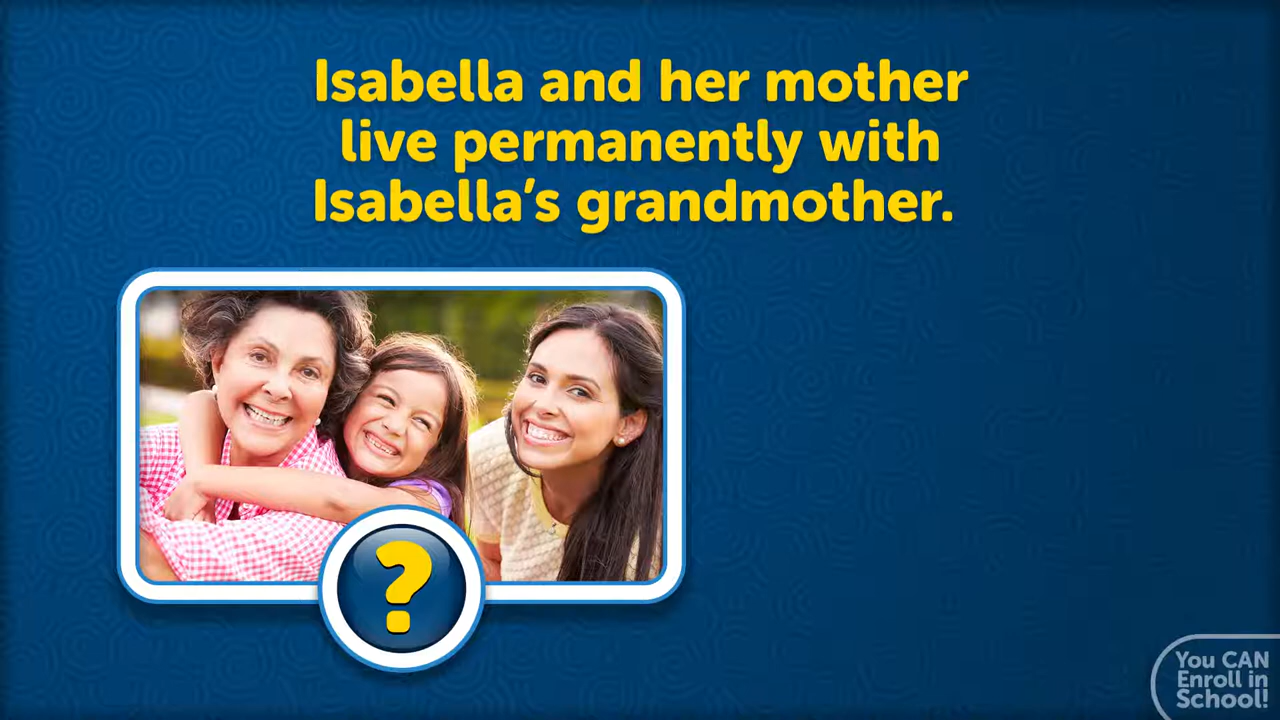 Isabella and her mother
live permanently with
Isabella’s grandmother.
?
You CAN
Enroll in
School!